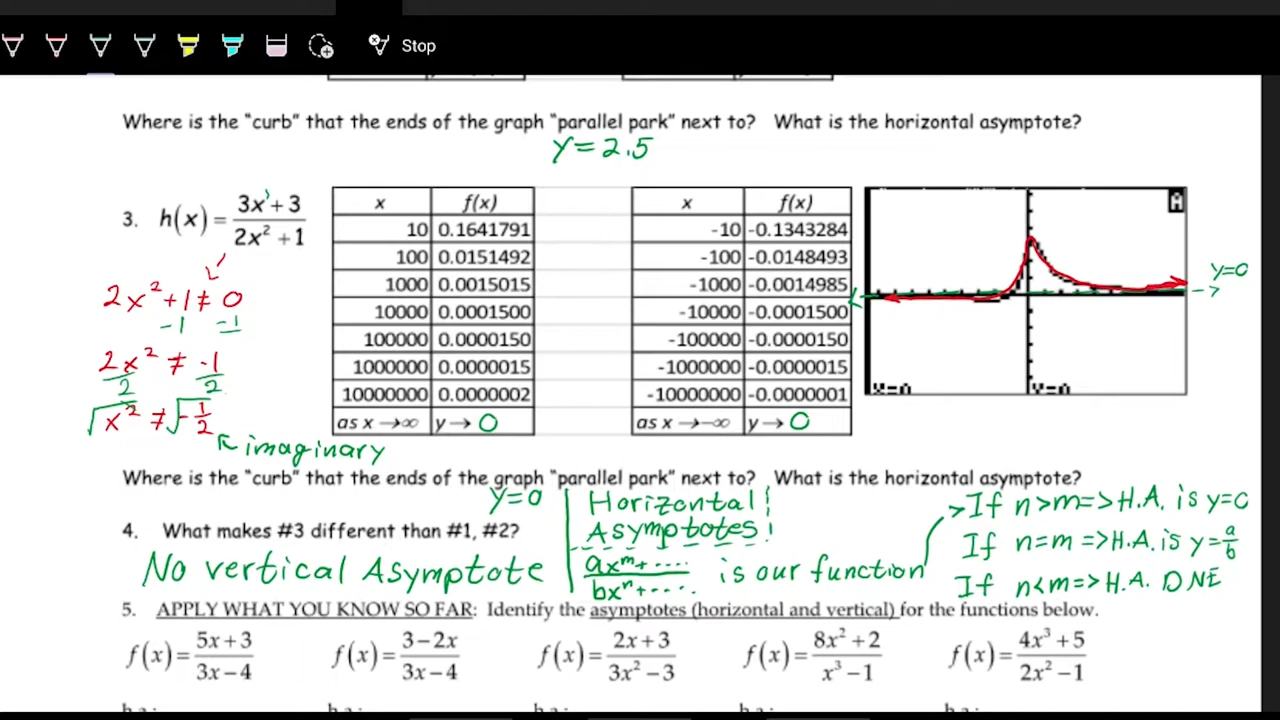 Stop
Where is the "curb" that the ends of the graph "parallel park" next to? What is the horizontal asymptote?
y = 2.5
3. h(x) = (3x¹ + 3)/(2x² + 1)
2x² + 1 ≠ 0
-1 -1
2x² ≠ -1
2 2
√x² ≠ √-1/2
↖ imaginary
x f(x)
10 0.1641791
100 0.0151492
1000 0.0015015
10000 0.0001500
100000 0.0000150
1000000 0.0000015
10000000 0.0000002
as x →∞ y → 0
x f(x)
-10 -0.1343284
-100 -0.0148493
-1000 -0.0014985
-10000 -0.0001500
-100000 -0.0000150
-1000000 -0.0000015
-10000000 -0.0000001
as x →-∞ y → 0
y=0
X=0 Y=0
Where is the "curb" that the ends of the graph "parallel park" next to? What is the horizontal asymptote?
y=0
4. What makes #3 different than #1, #2?
No vertical Asymptote
Horizontal
Asymptotes!
axᵐ+....
bxⁿ+....
is our function
If n>m => H.A. is y=0
If n=m => H.A. is y=a/b
If n<m => H.A. DNE
5. APPLY WHAT YOU KNOW SO FAR: Identify the asymptotes (horizontal and vertical) for the functions below.
f(x) = (5x + 3)/(3x − 4) f(x) = (3 − 2x)/(3x − 4) f(x) = (2x + 3)/(3x² − 3) f(x) = (8x² + 2)/(x³ − 1) f(x) = (4x³ + 5)/(2x² − 1)